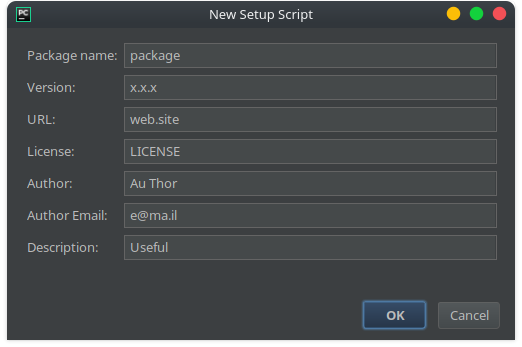 PC
New Setup Script
Package name: package
Version: x.x.x
URL: web.site
License: LICENSE
Author: Au Thor
Author Email: e@ma.il
Description: Useful
OK Cancel